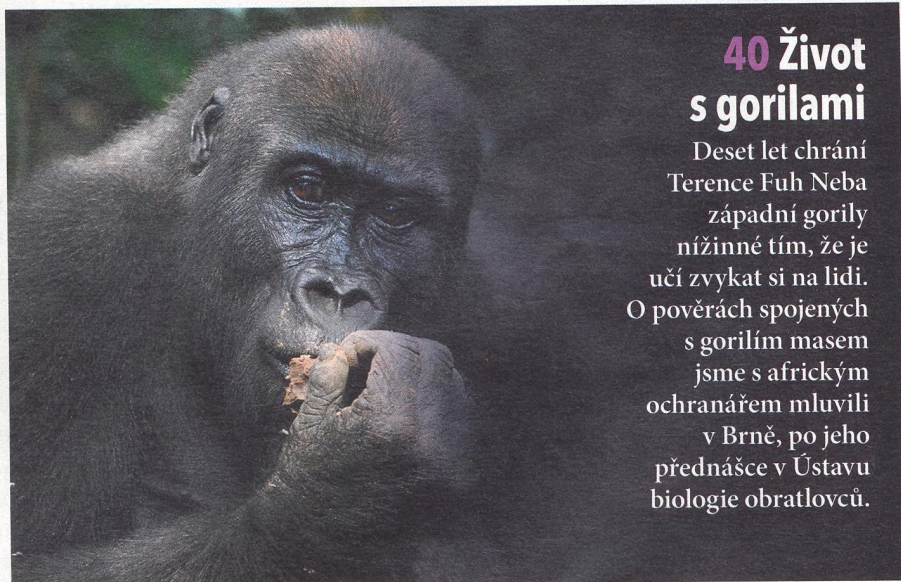 40 Život
s gorilami
Deset let chrání
Terence Fuh Neba
západní gorily
nížinné tím, že je
učí zvykat si na lidi.
O pověrách spojených
s gorilím masem
jsme s africkým
ochranářem mluvili
v Brně, po jeho
přednášce v Ústavu
biologie obratlovců.